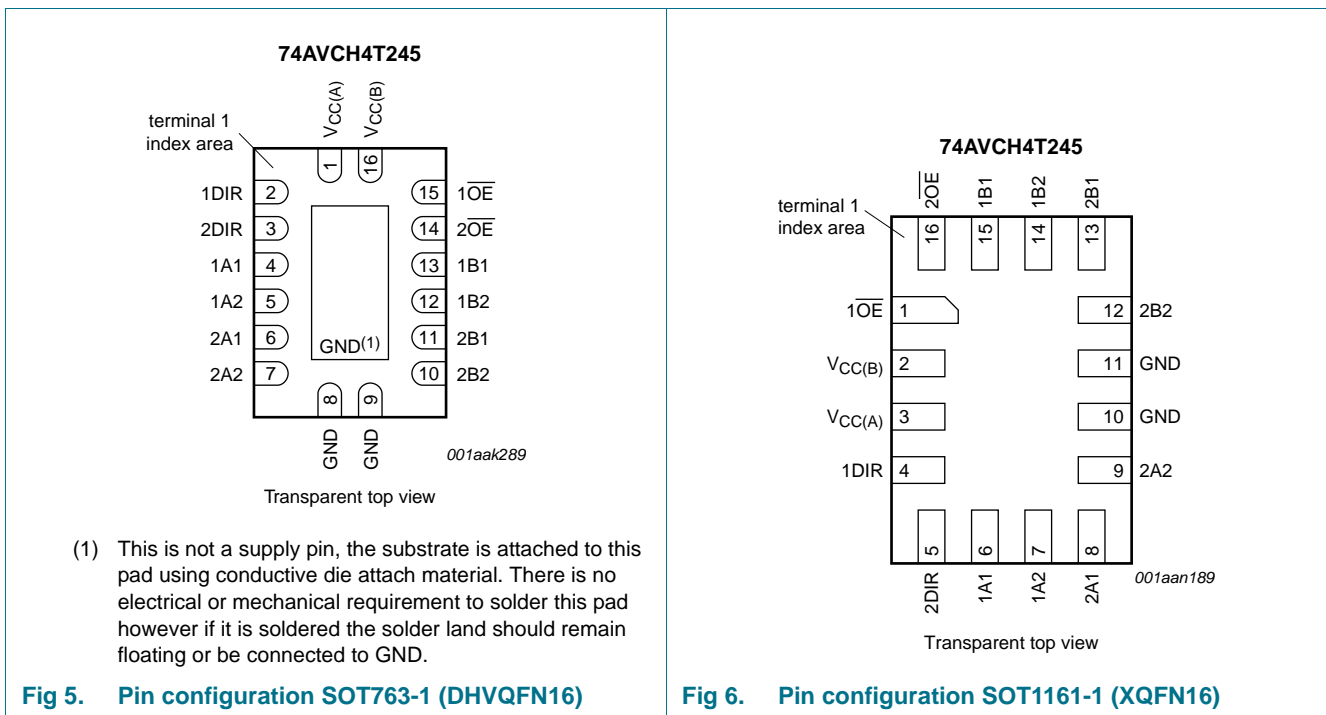 74AVCH4T245
VCC(A)
VCC(B)
terminal 1
index area
1
16
1DIR 2
15 1OE
2DIR 3
14 2OE
1A1 4
13 1B1
1A2 5
12 1B2
2A1 6
11 2B1
2A2 7
10 2B2
GND(1)
8
9
GND
GND
001aak289
Transparent top view
(1) This is not a supply pin, the substrate is attached to this
pad using conductive die attach material. There is no
electrical or mechanical requirement to solder this pad
however if it is soldered the solder land should remain
floating or be connected to GND.
Fig 5. Pin configuration SOT763-1 (DHVQFN16)
74AVCH4T245
2OE
1B1
1B2
2B1
terminal 1
index area
16
15
14
13
1OE 1
12 2B2
VCC(B) 2
11 GND
VCC(A) 3
10 GND
1DIR 4
9 2A2
5
6
7
8
2DIR
1A1
1A2
2A1
001aan189
Transparent top view
Fig 6. Pin configuration SOT1161-1 (XQFN16)